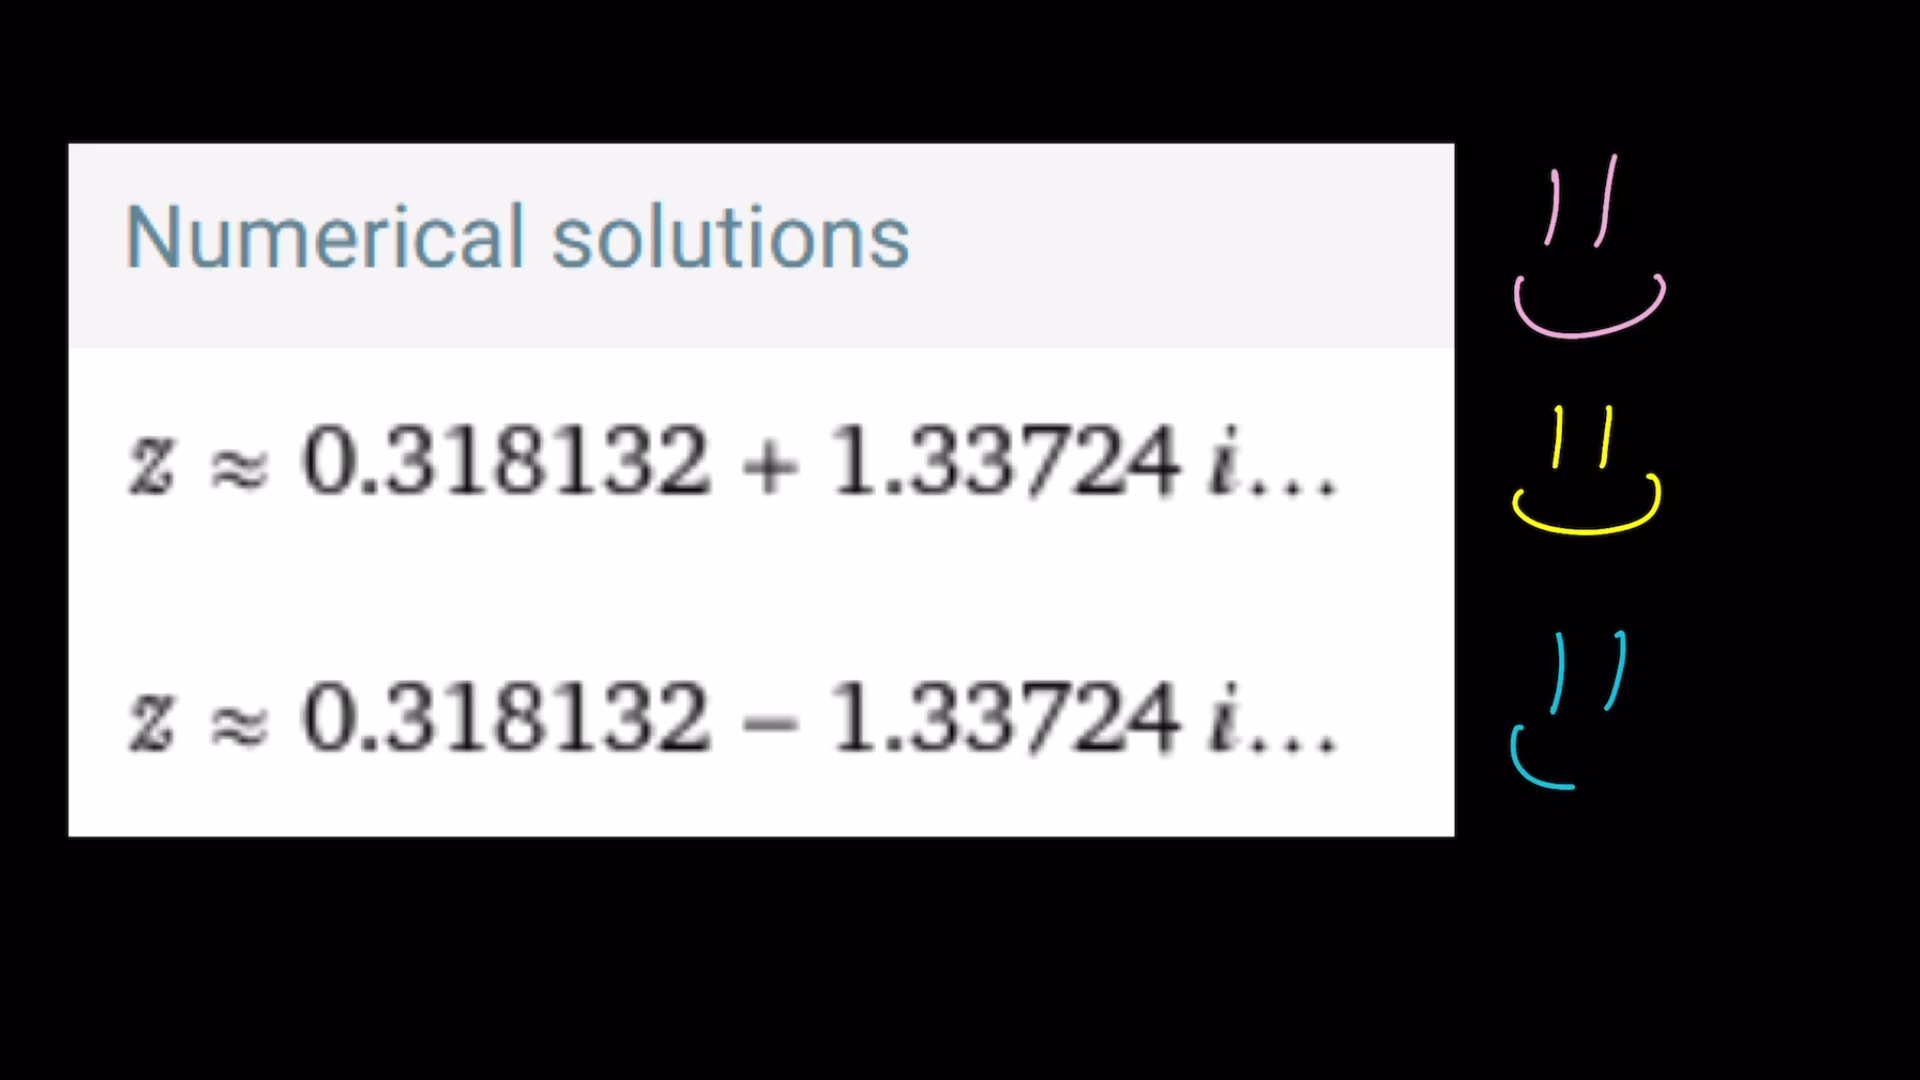 Numerical solutions
z ≈ 0.318132 + 1.33724 i...
z ≈ 0.318132 − 1.33724 i...